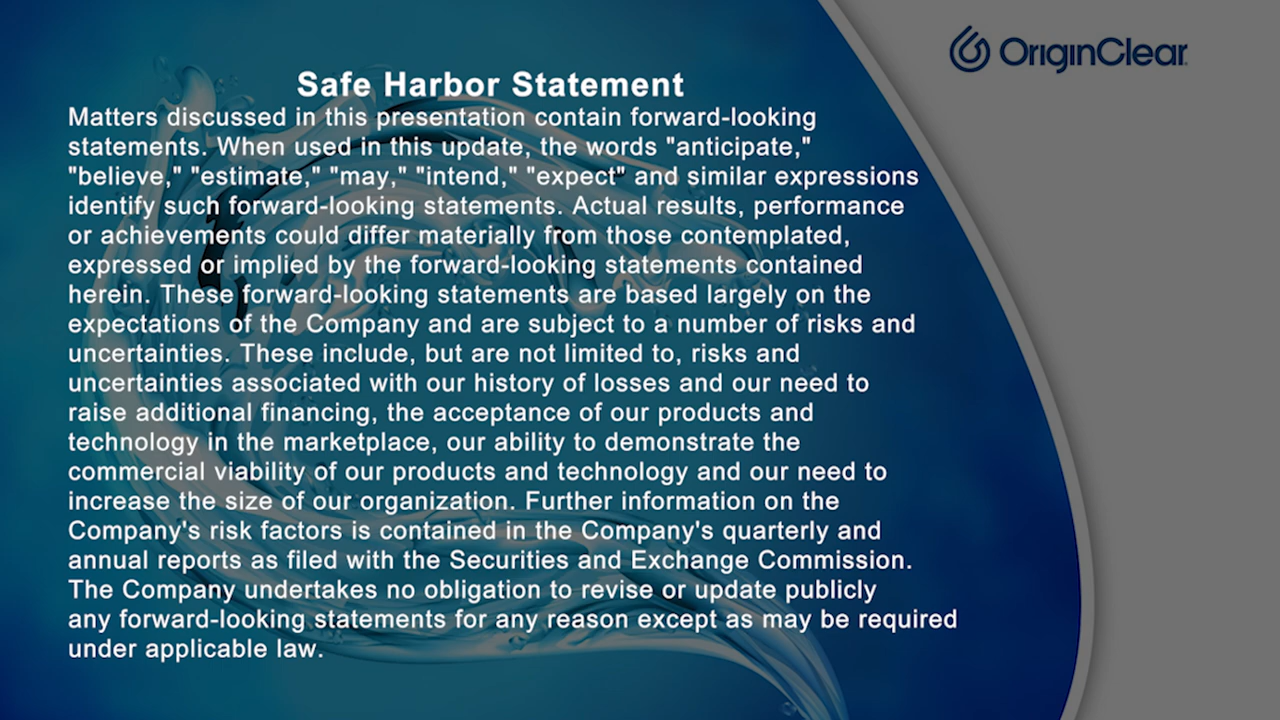 OriginClear
Safe Harbor Statement
Matters discussed in this presentation contain forward-looking
statements. When used in this update, the words "anticipate,"
"believe," "estimate," "may," "intend," "expect" and similar expressions
identify such forward-looking statements. Actual results, performance
or achievements could differ materially from those contemplated,
expressed or implied by the forward-looking statements contained
herein. These forward-looking statements are based largely on the
expectations of the Company and are subject to a number of risks and
uncertainties. These include, but are not limited to, risks and
uncertainties associated with our history of losses and our need to
raise additional financing, the acceptance of our products and
technology in the marketplace, our ability to demonstrate the
commercial viability of our products and technology and our need to
increase the size of our organization. Further information on the
Company's risk factors is contained in the Company's quarterly and
annual reports as filed with the Securities and Exchange Commission.
The Company undertakes no obligation to revise or update publicly
any forward-looking statements for any reason except as may be required
under applicable law.